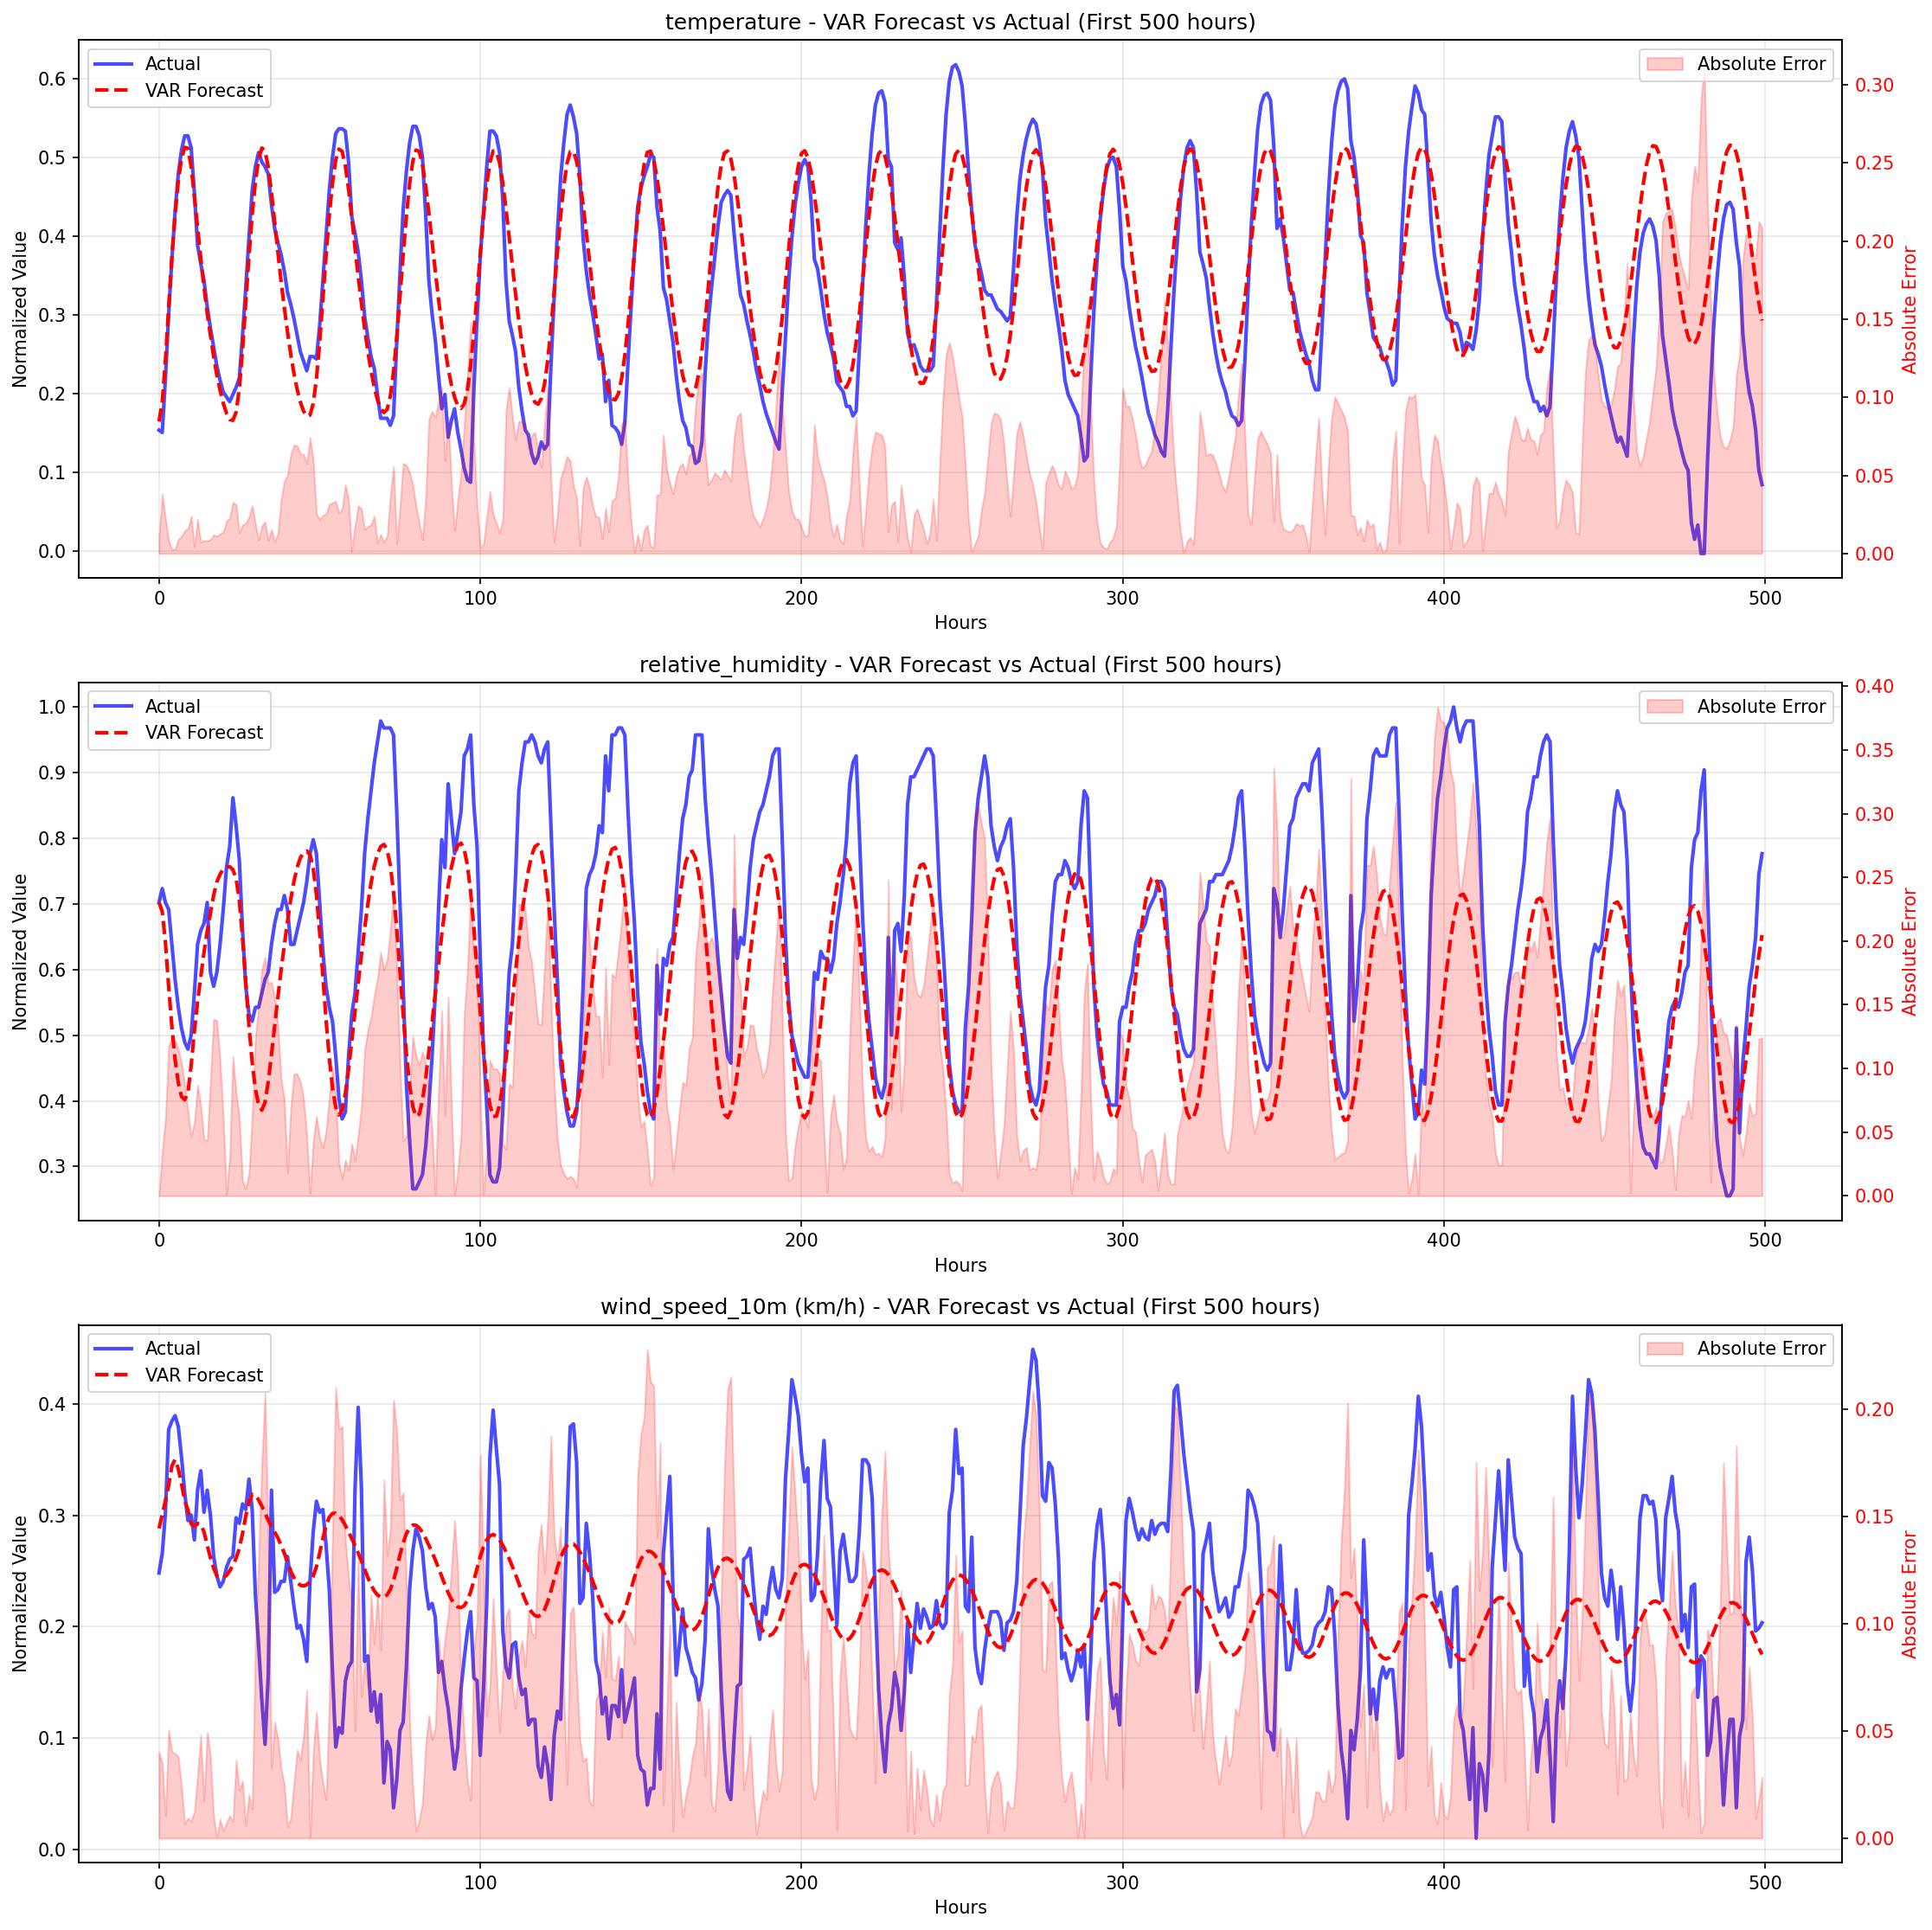 temperature - VAR Forecast vs Actual (First 500 hours)
Actual
VAR Forecast
Absolute Error
Normalized Value
0.6
0.5
0.4
0.3
0.2
0.1
0.0
0.30
0.25
0.20
0.15
0.10
0.05
0.00
Absolute Error
0 100 200 300 400 500
Hours
relative_humidity - VAR Forecast vs Actual (First 500 hours)
Actual
VAR Forecast
Absolute Error
Normalized Value
1.0
0.9
0.8
0.7
0.6
0.5
0.4
0.3
0.40
0.35
0.30
0.25
0.20
0.15
0.10
0.05
0.00
Absolute Error
0 100 200 300 400 500
Hours
wind_speed_10m (km/h) - VAR Forecast vs Actual (First 500 hours)
Actual
VAR Forecast
Absolute Error
Normalized Value
0.4
0.3
0.2
0.1
0.0
0.20
0.15
0.10
0.05
0.00
Absolute Error
0 100 200 300 400 500
Hours